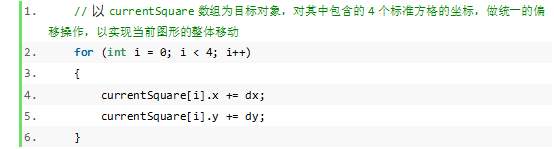 1. // 以 currentSquare 数组为目标对象，对其中包含的 4 个标准方格的坐标，做统一的偏
移操作，以实现当前图形的整体移动
2. for (int i = 0; i < 4; i++)
3. {
4. currentSquare[i].x += dx;
5. currentSquare[i].y += dy;
6. }